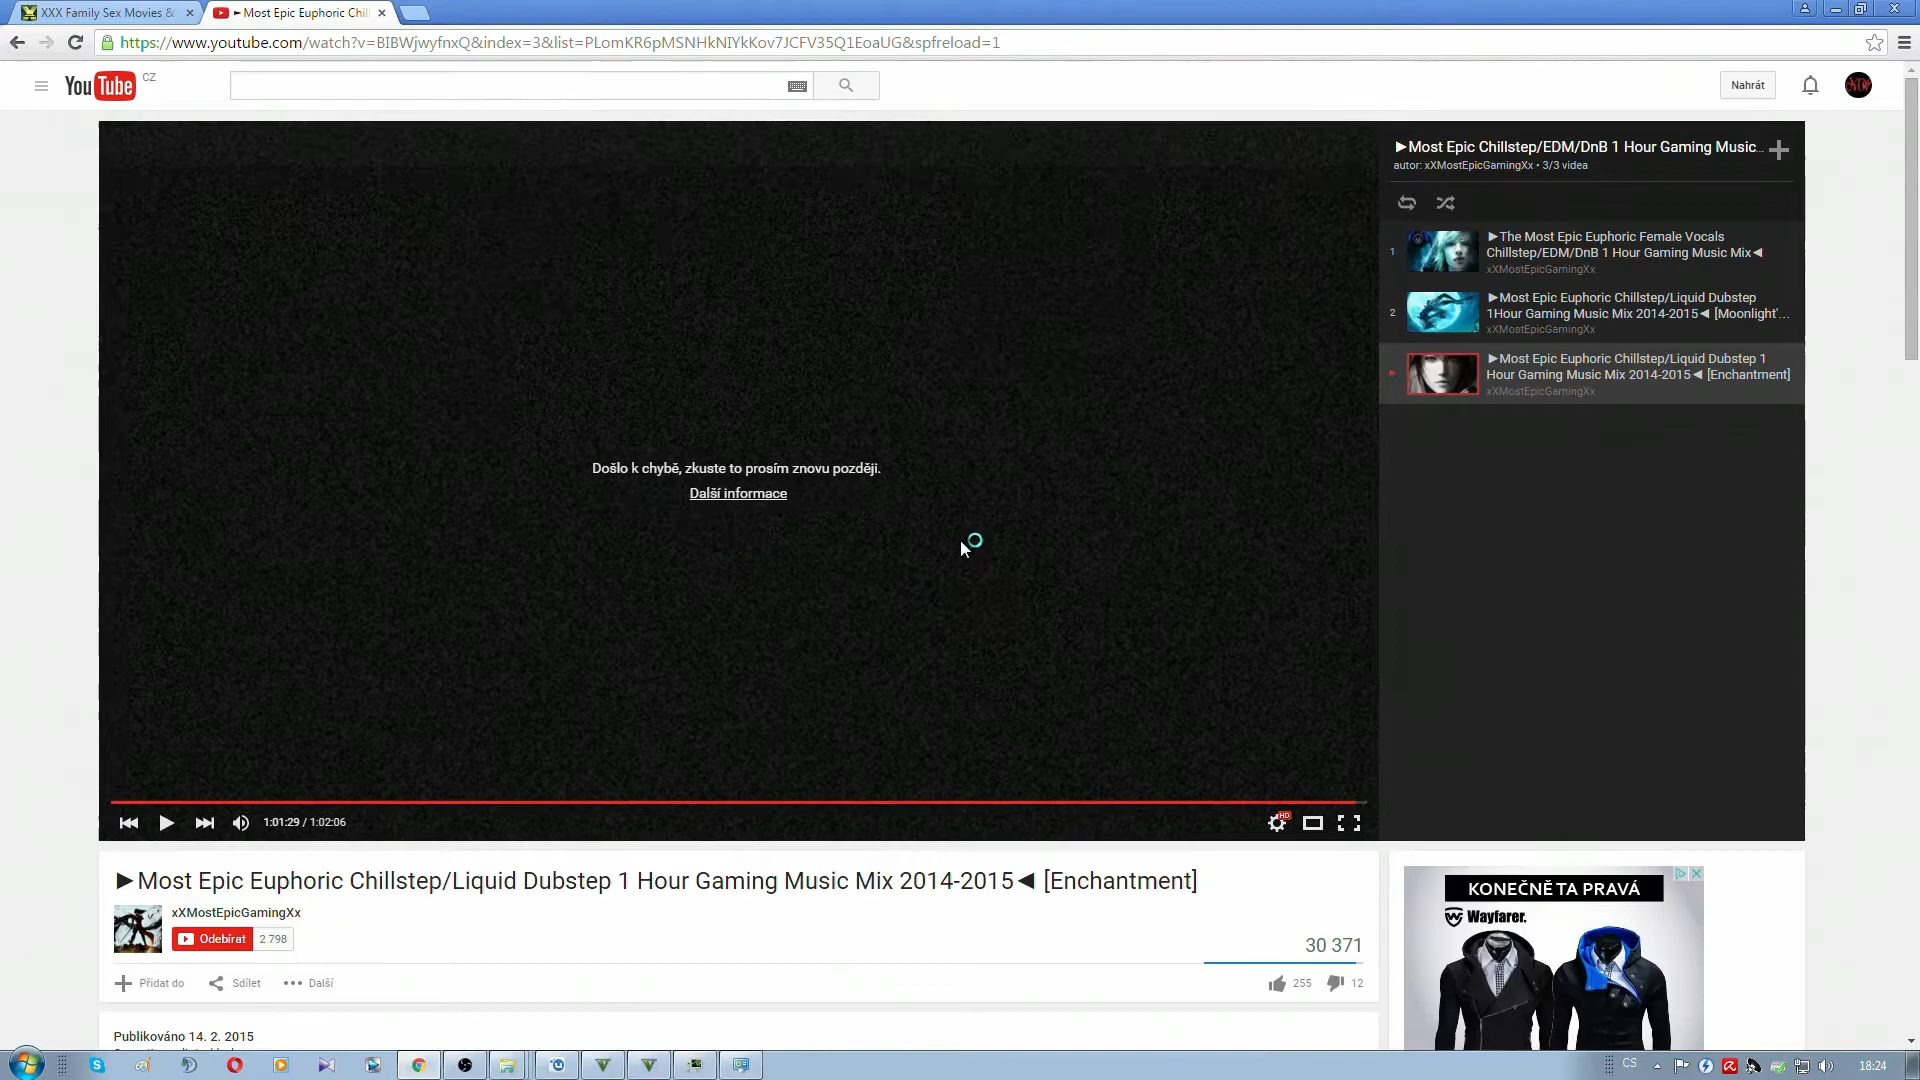 XXX Family Sex Movies &
►Most Epic Euphoric Chil
https://www.youtube.com/watch?v=BIBWjwyfnxQ&index=3&list=PLomKR6pMSNHkNIYkKov7JCFV35Q1EoaUG&spfreload=1
YouTube CZ
Nahrát
►Most Epic Chillstep/EDM/DnB 1 Hour Gaming Music...
autor: xXMostEpicGamingXx • 3/3 videa
1
►The Most Epic Euphoric Female Vocals
Chillstep/EDM/DnB 1 Hour Gaming Music Mix◄
xXMostEpicGamingXx
2
►Most Epic Euphoric Chillstep/Liquid Dubstep
1Hour Gaming Music Mix 2014-2015◄ [Moonlight'...
xXMostEpicGamingXx
►Most Epic Euphoric Chillstep/Liquid Dubstep 1
Hour Gaming Music Mix 2014-2015◄ [Enchantment]
xXMostEpicGamingXx
Došlo k chybě, zkuste to prosím znovu později.
Další informace
1:01:29 / 1:02:06
HD
►Most Epic Euphoric Chillstep/Liquid Dubstep 1 Hour Gaming Music Mix 2014-2015◄ [Enchantment]
xXMostEpicGamingXx
Odebírat 2 798
30 371
Přidat do Sdílet Další
255 12
Publikováno 14. 2. 2015
KONEČNĚ TA PRAVÁ
Wayfarer.
CS
18:24